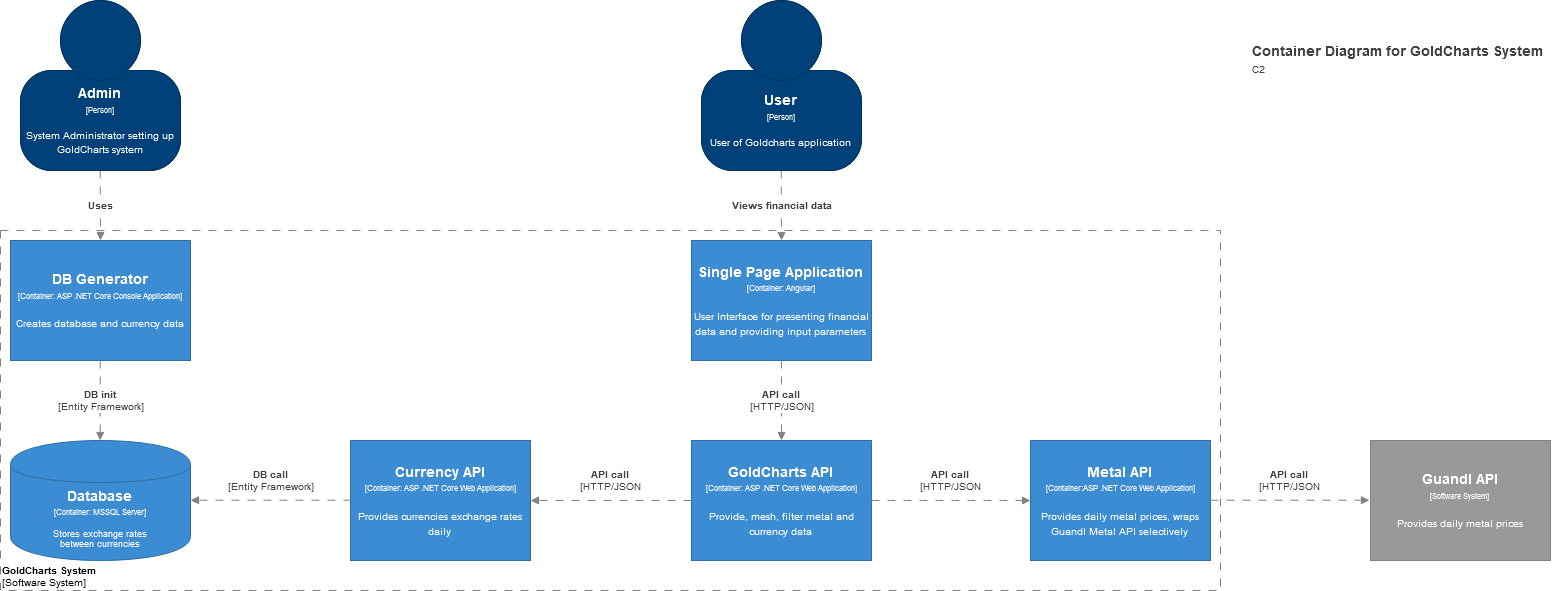 Container Diagram for GoldCharts System
C2
Admin
[Person]
System Administrator setting up
GoldCharts system
User
[Person]
User of Goldcharts application
Uses
Views financial data
DB Generator
[Container: ASP .NET Core Console Application]
Creates database and currency data
Single Page Application
[Container: Angular]
User Interface for presenting financial
data and providing input parameters
DB init
[Entity Framework]
API call
[HTTP/JSON]
Database
[Container: MSSQL Server]
Stores exchange rates
between currencies
DB call
[Entity Framework]
Currency API
[Container: ASP .NET Core Web Application]
Provides currencies exchange rates
daily
API call
[HTTP/JSON
GoldCharts API
[Container: ASP .NET Core Web Application]
Provide, mesh, filter metal and
currency data
API call
[HTTP/JSON
Metal API
[Container:ASP .NET Core Web Application]
Provides daily metal prices, wraps
Guandl Metal API selectively
API call
[HTTP/JSON
Guandl API
[Software System]
Provides daily metal prices
GoldCharts System
[Software System]